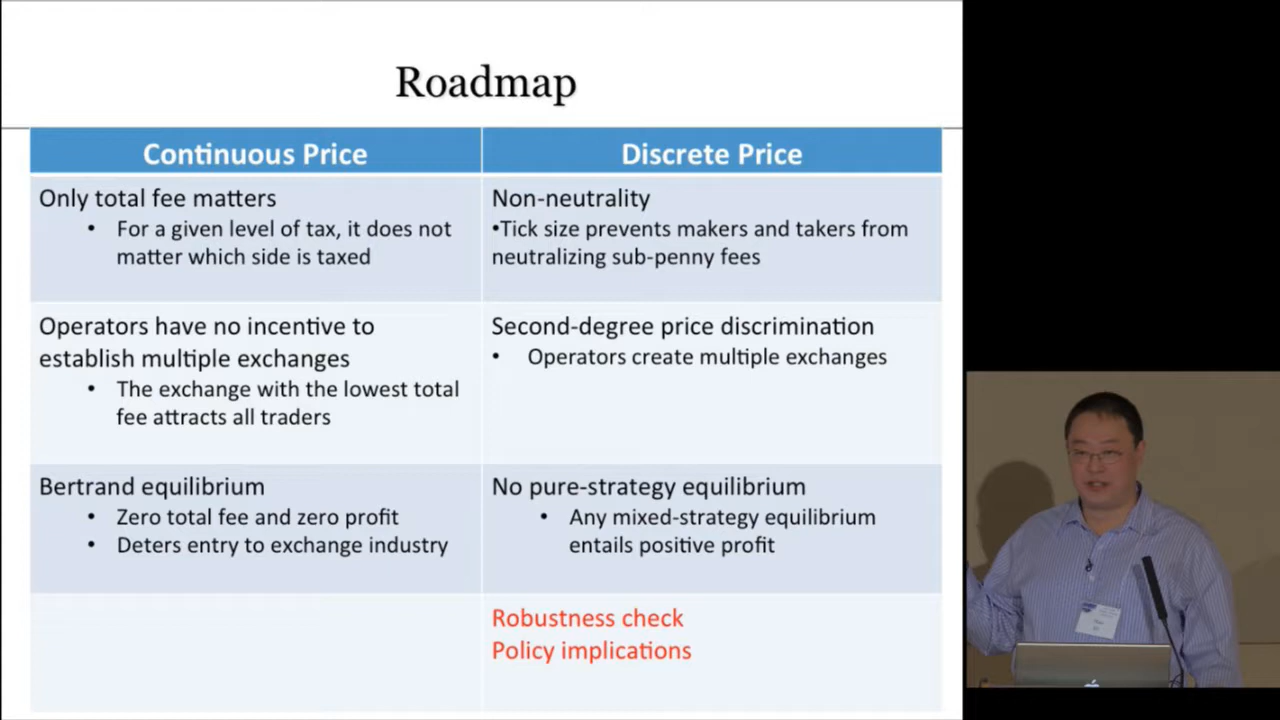 Roadmap
Continuous Price
Discrete Price
Only total fee matters
• For a given level of tax, it does not
matter which side is taxed
Non-neutrality
•Tick size prevents makers and takers from
neutralizing sub-penny fees
Operators have no incentive to
establish multiple exchanges
• The exchange with the lowest total
fee attracts all traders
Second-degree price discrimination
• Operators create multiple exchanges
Bertrand equilibrium
• Zero total fee and zero profit
• Deters entry to exchange industry
No pure-strategy equilibrium
• Any mixed-strategy equilibrium
entails positive profit
Robustness check
Policy implications